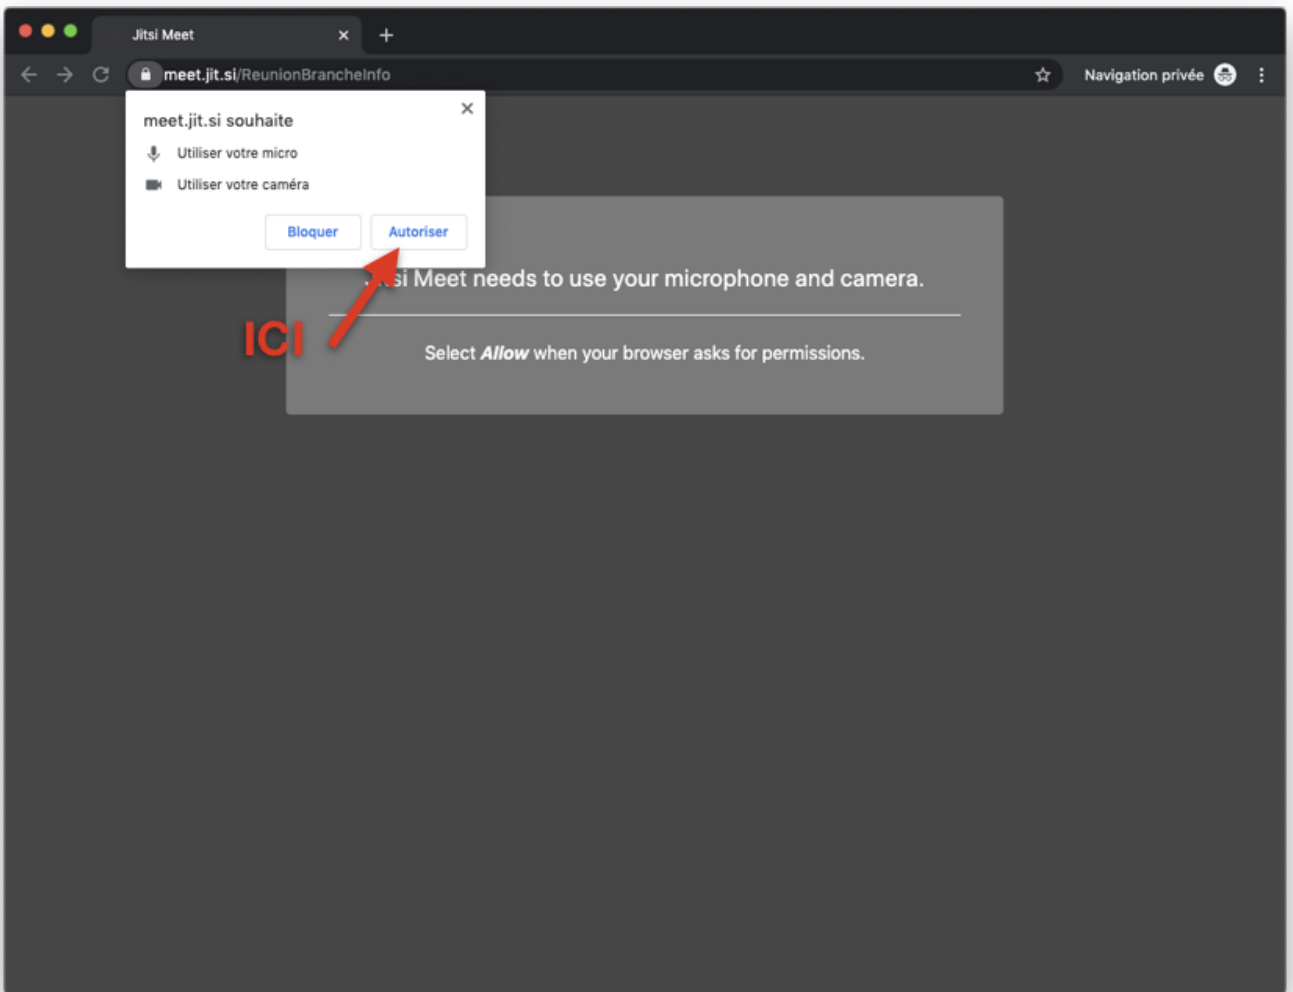 Jitsi Meet
meet.jit.si/ReunionBrancheInfo
Navigation privée
meet.jit.si souhaite
Utiliser votre micro
Utiliser votre caméra
Bloquer Autoriser
Jitsi Meet needs to use your microphone and camera.
ICI
Select Allow when your browser asks for permissions.